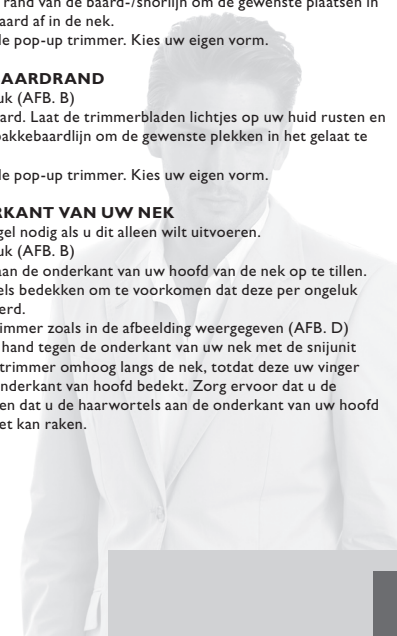 rand van de baard-/snorlijn om de gewenste plaatsen in
aard af in de nek.
le pop-up trimmer. Kies uw eigen vorm.
AARDRAND
uk (AFB. B)
ard. Laat de trimmerbladen lichtjes op uw huid rusten en
akkebaardlijn om de gewenste plekken in het gelaat te
le pop-up trimmer. Kies uw eigen vorm.
RKANT VAN UW NEK
gel nodig als u dit alleen wilt uitvoeren.
uk (AFB. B)
aan de onderkant van uw hoofd van de nek op te tillen.
els bedekken om te voorkomen dat deze per ongeluk
erd.
immer zoals in de afbeelding weergegeven (AFB. D)
hand tegen de onderkant van uw nek met de snijunit
trimmer omhoog langs de nek, totdat deze uw vinger
nderkant van hoofd bedekt. Zorg ervoor dat u de
en dat u de haarwortels aan de onderkant van uw hoofd
et kan raken.